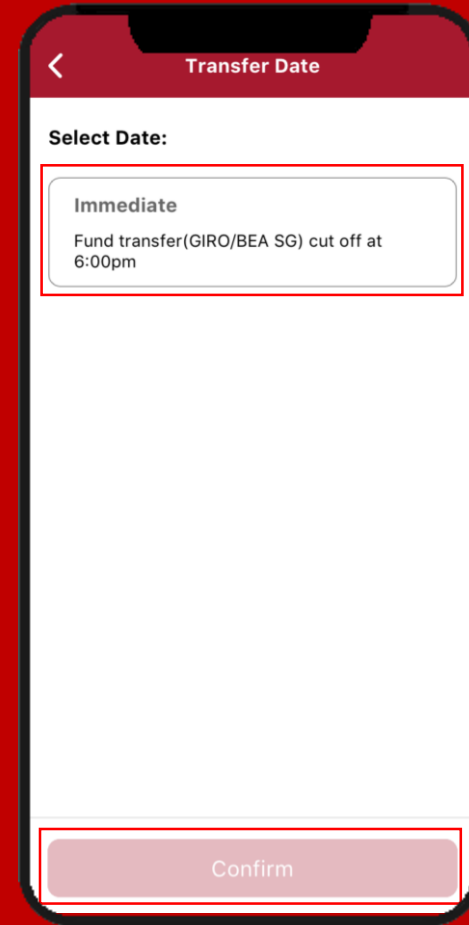 Transfer Date
Select Date:
Immediate
Fund transfer(GIRO/BEA SG) cut off at
6:00pm
Confirm